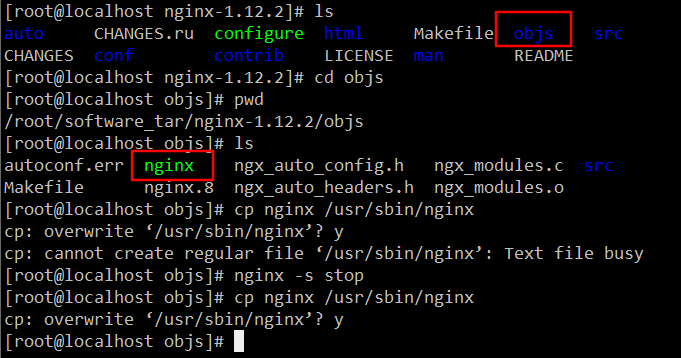 [root@localhost nginx-1.12.2]# ls
auto     CHANGES.ru  configure  html     Makefile  objs    src
CHANGES  conf        contrib    LICENSE  man       README
[root@localhost nginx-1.12.2]# cd objs
[root@localhost objs]# pwd
/root/software_tar/nginx-1.12.2/objs
[root@localhost objs]# ls
autoconf.err  nginx    ngx_auto_config.h   ngx_modules.c  src
Makefile      nginx.8  ngx_auto_headers.h  ngx_modules.o
[root@localhost objs]# cp nginx /usr/sbin/nginx
cp: overwrite ‘/usr/sbin/nginx’? y
cp: cannot create regular file ‘/usr/sbin/nginx’: Text file busy
[root@localhost objs]# nginx -s stop
[root@localhost objs]# cp nginx /usr/sbin/nginx
cp: overwrite ‘/usr/sbin/nginx’? y
[root@localhost objs]#